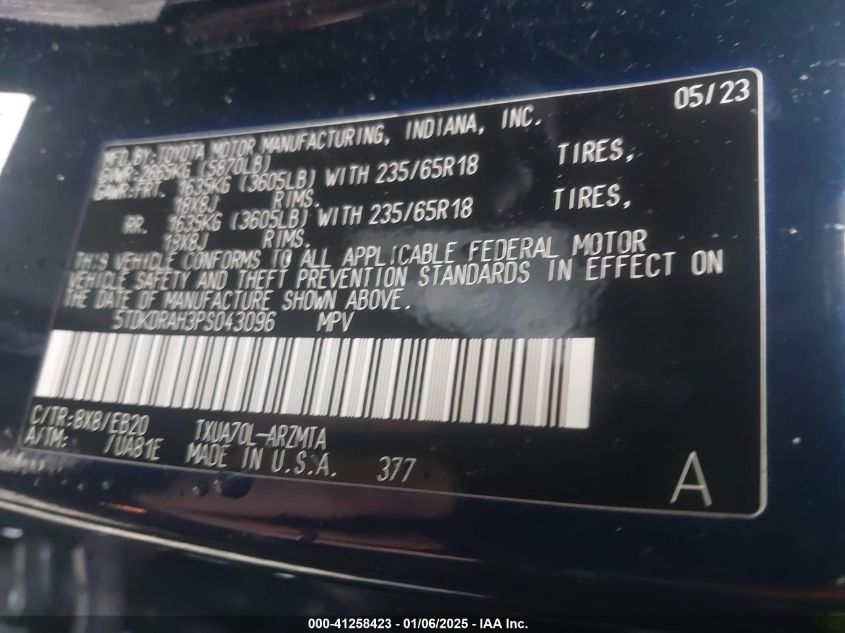 05/23
MFD.BY:TOYOTA MOTOR MANUFACTURING, INDIANA, INC.
GVWR:2665KG (5870LB)
GAWR:FRT. 1635KG (3605LB) WITH 235/65R18 TIRES,
18X8J RIMS.
RR. 1635KG (3605LB) WITH 235/65R18 TIRES,
18X8J RIMS.
THIS VEHICLE CONFORMS TO ALL APPLICABLE FEDERAL MOTOR
VEHICLE SAFETY AND THEFT PREVENTION STANDARDS IN EFFECT ON
THE DATE OF MANUFACTURE SHOWN ABOVE.
5TDKDRAH3PS043096 MPV
C/TR:8X8/EB20 TXUA70L-ARZMTA
A/TM: /UA81E MADE IN U.S.A. 377
A
000-41258423 - 01/06/2025 - IAA Inc.